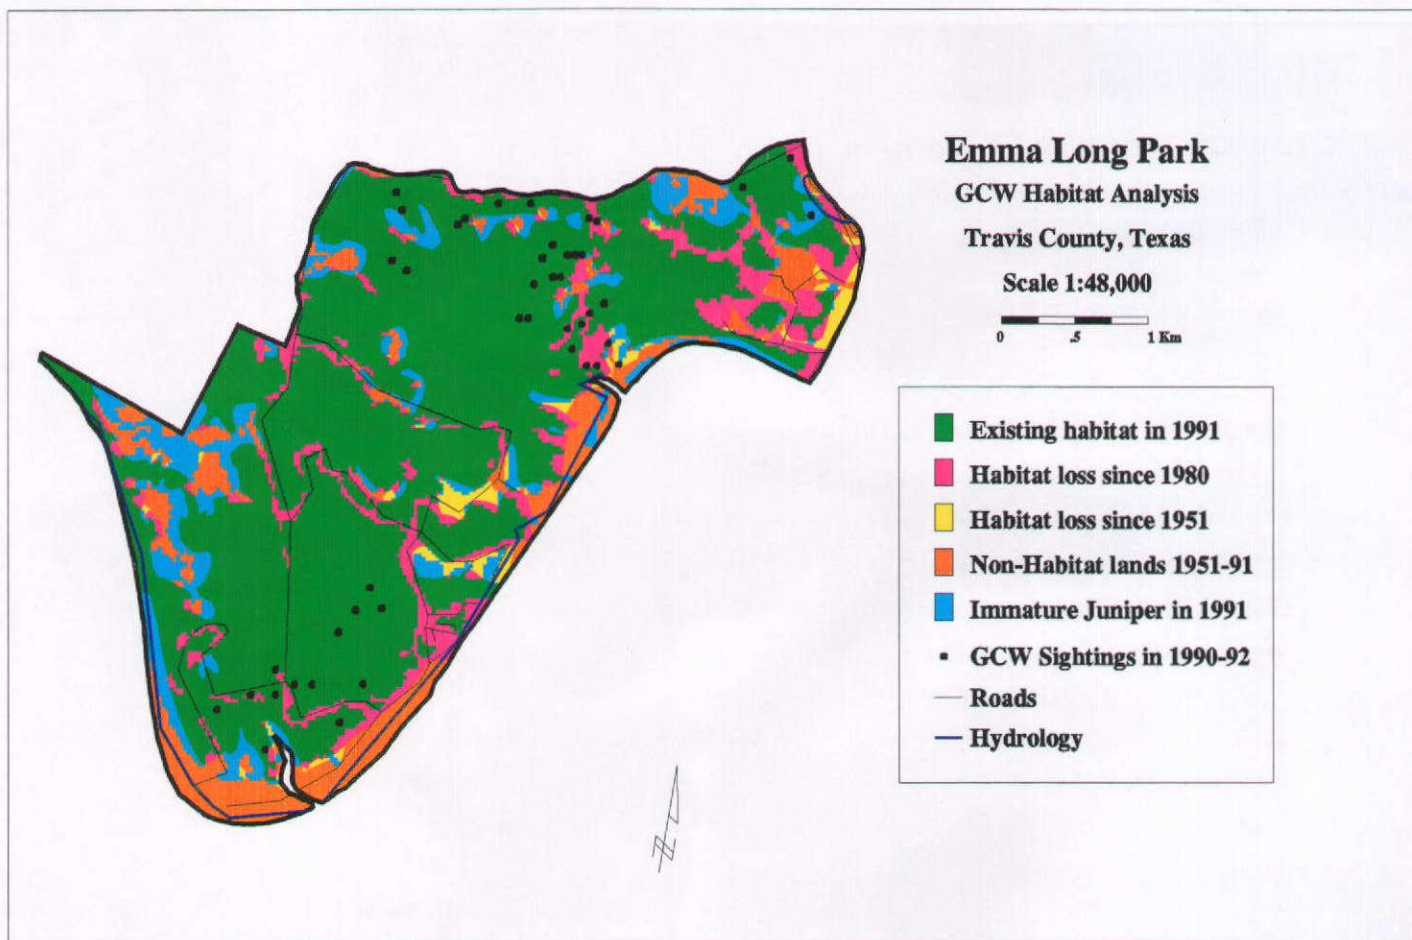 Emma Long Park
GCW Habitat Analysis
Travis County, Texas
Scale 1:48,000
0 .5 1 Km
Existing habitat in 1991
Habitat loss since 1980
Habitat loss since 1951
Non-Habitat lands 1951-91
Immature Juniper in 1991
GCW Sightings in 1990-92
Roads
Hydrology